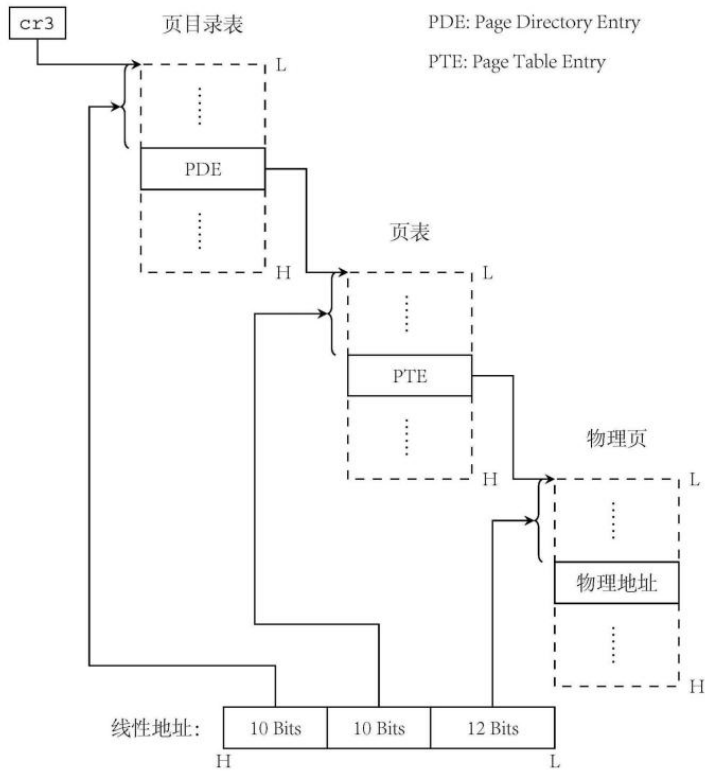 cr3
页目录表
PDE: Page Directory Entry
PTE: Page Table Entry
L
......
PDE
......
H
页表
L
......
PTE
......
H
物理页
L
......
物理地址
......
H
线性地址: 10 Bits 10 Bits 12 Bits
H L